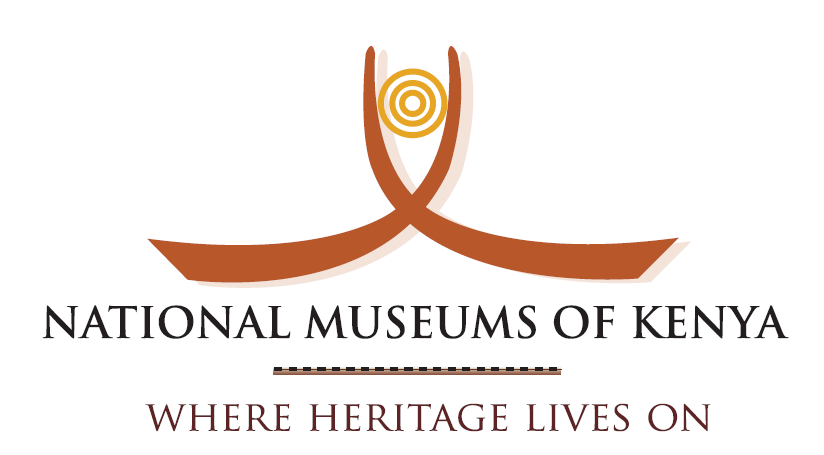 NATIONAL MUSEUMS OF KENYA
WHERE HERITAGE LIVES ON